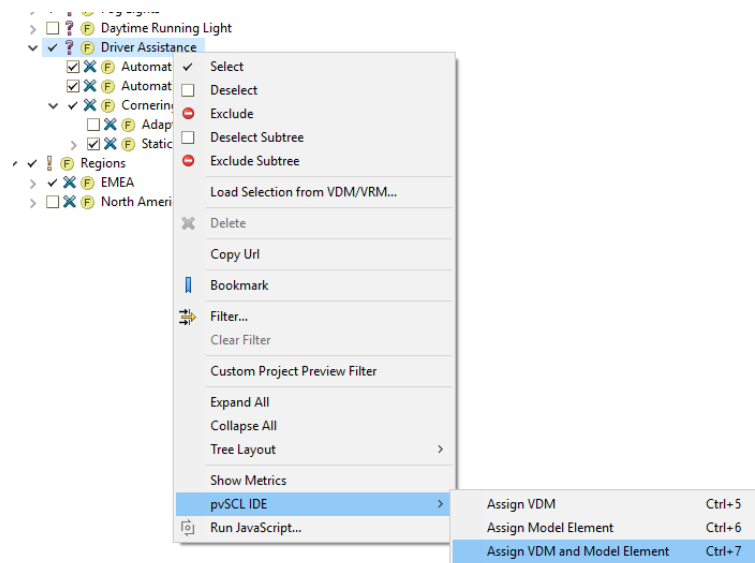 Fog Lights
Daytime Running Light
Driver Assistance
Automat
Automat
Cornering
Adap
Static
Regions
EMEA
North Ameri
Select
Deselect
Exclude
Deselect Subtree
Exclude Subtree
Load Selection from VDM/VRM...
Delete
Copy Url
Bookmark
Filter...
Clear Filter
Custom Project Preview Filter
Expand All
Collapse All
Tree Layout
Show Metrics
pvSCL IDE
Run JavaScript...
Assign VDM Ctrl+5
Assign Model Element Ctrl+6
Assign VDM and Model Element Ctrl+7